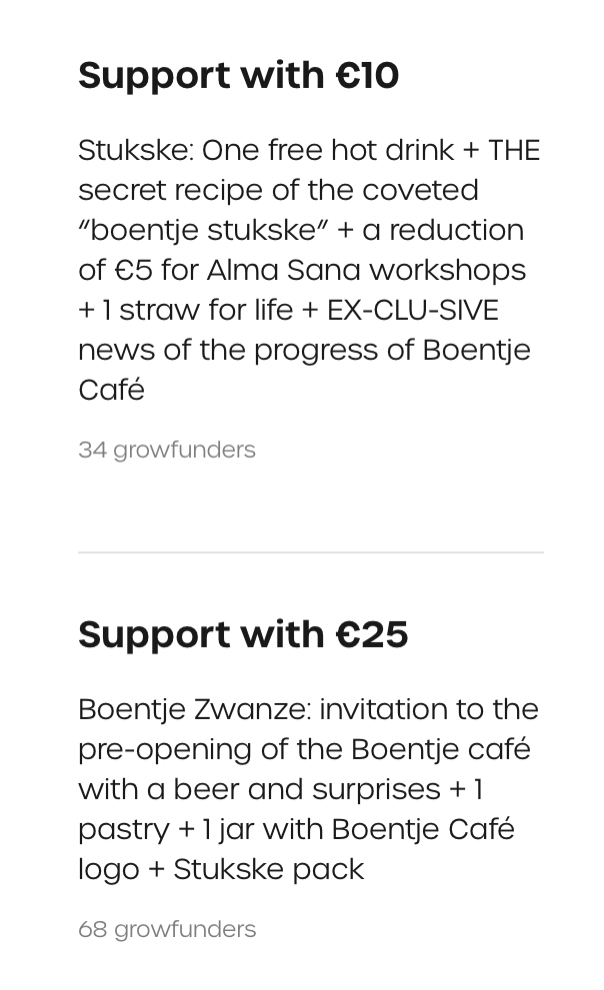 Support with €10
Stukske: One free hot drink + THE
secret recipe of the coveted
“boentje stukske” + a reduction
of €5 for Alma Sana workshops
+ 1 straw for life + EX-CLU-SIVE
news of the progress of Boentje
Café
34 growfunders
Support with €25
Boentje Zwanze: invitation to the
pre-opening of the Boentje café
with a beer and surprises + 1
pastry + 1 jar with Boentje Café
logo + Stukske pack
68 growfunders